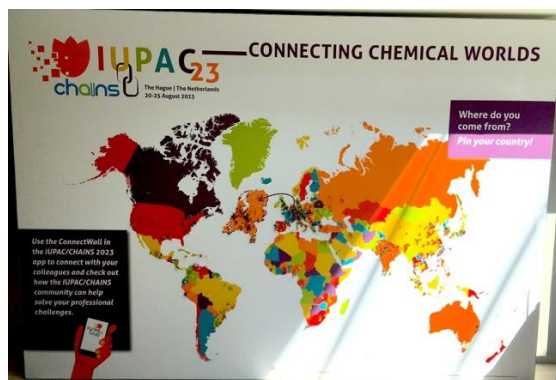 IUPAC23
CONNECTING CHEMICAL WORLDS
chains
The Hague | The Netherlands
20-25 August 2023
Where do you
come from?
Pin your country!
Use the ConnectWall in
the IUPAC/CHAINS 2023
app to connect with your
colleagues and check out
how the IUPAC/CHAINS
community can help
solve your professional
challenges.